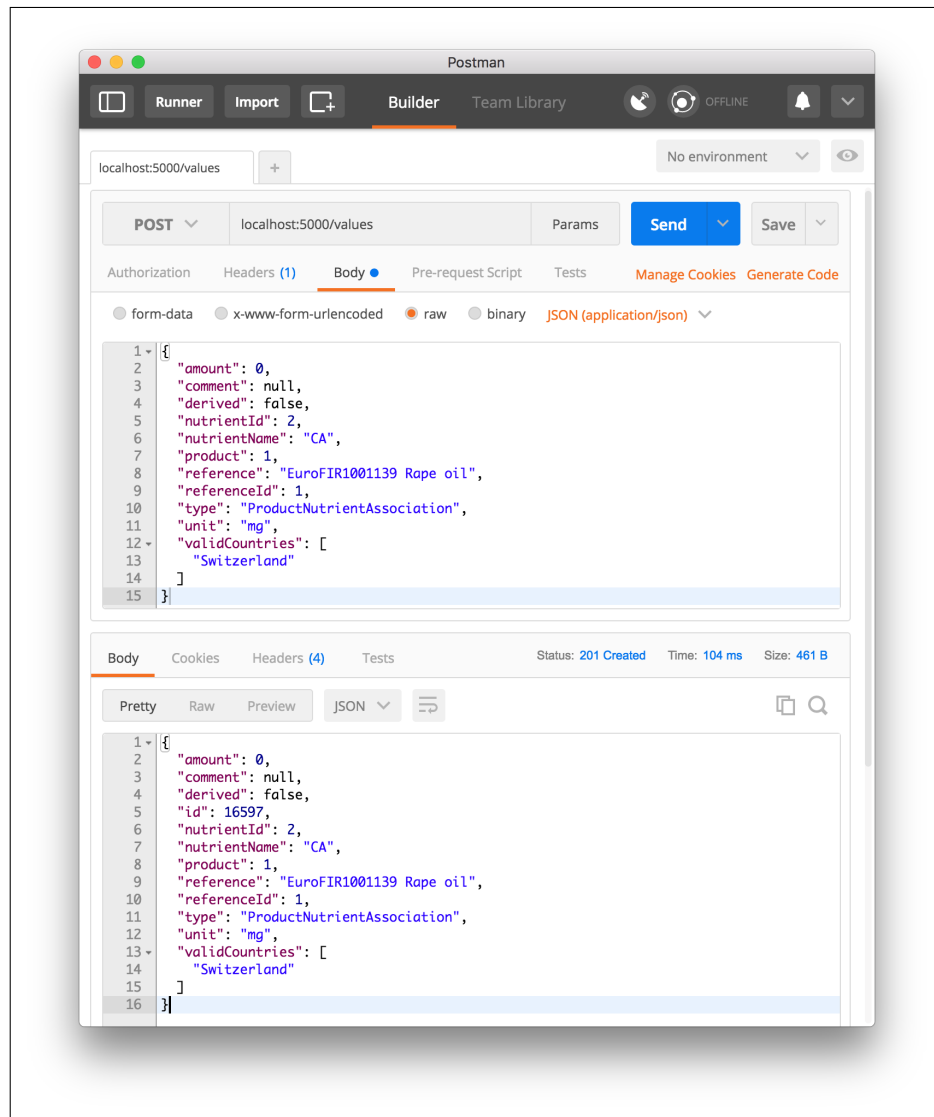 Postman
Runner Import Builder Team Library OFFLINE
No environment
localhost:5000/values +
POST localhost:5000/values Params Send Save
Authorization Headers (1) Body Pre-request Script Tests Manage Cookies Generate Code
form-data x-www-form-urlencoded raw binary JSON (application/json)
1 {
2 "amount": 0,
3 "comment": null,
4 "derived": false,
5 "nutrientId": 2,
6 "nutrientName": "CA",
7 "product": 1,
8 "reference": "EuroFIR1001139 Rape oil",
9 "referenceId": 1,
10 "type": "ProductNutrientAssociation",
11 "unit": "mg",
12 "validCountries": [
13 "Switzerland"
14 ]
15 }
Body Cookies Headers (4) Tests Status: 201 Created Time: 104 ms Size: 461 B
Pretty Raw Preview JSON
1 {
2 "amount": 0,
3 "comment": null,
4 "derived": false,
5 "id": 16597,
6 "nutrientId": 2,
7 "nutrientName": "CA",
8 "product": 1,
9 "reference": "EuroFIR1001139 Rape oil",
10 "referenceId": 1,
11 "type": "ProductNutrientAssociation",
12 "unit": "mg",
13 "validCountries": [
14 "Switzerland"
15 ]
16 }